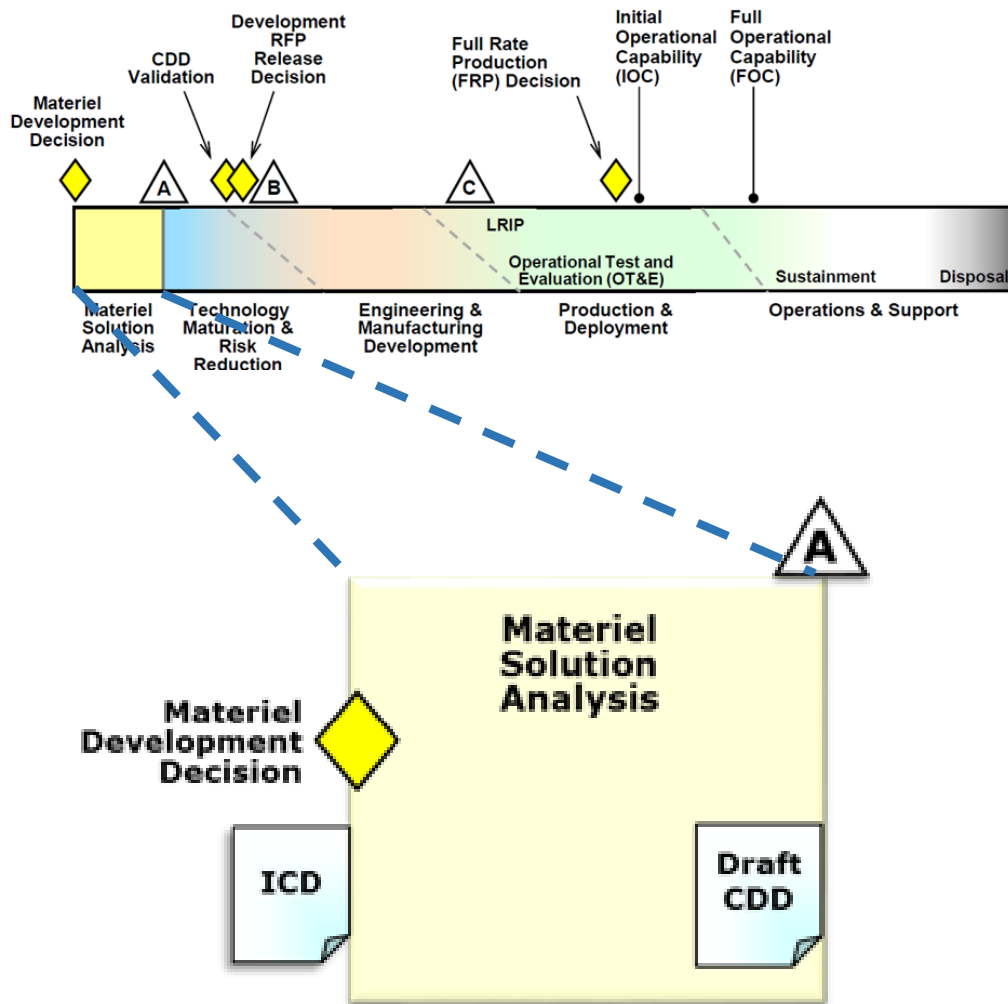 Materiel
Development
Decision
CDD
Validation
Development
RFP
Release
Decision
Full Rate
Production
(FRP) Decision
Initial
Operational
Capability
(IOC)
Full
Operational
Capability
(FOC)
A
B
C
LRIP
Operational Test and
Evaluation (OT&E)
Sustainment
Disposal
Materiel
Solution
Analysis
Technology
Maturation &
Risk
Reduction
Engineering &
Manufacturing
Development
Production &
Deployment
Operations & Support
A
Materiel
Solution
Analysis
Materiel
Development
Decision
ICD
Draft
CDD